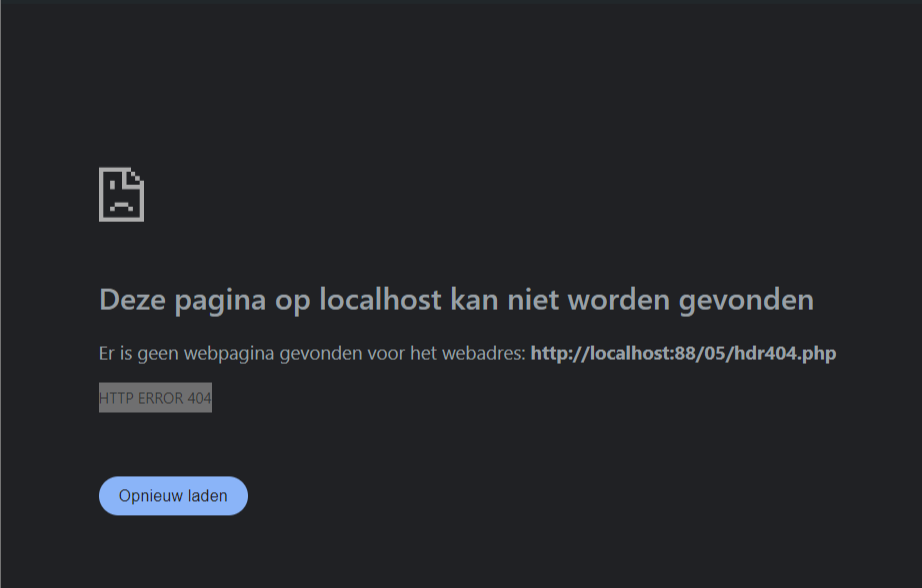 Deze pagina op localhost kan niet worden gevonden
Er is geen webpagina gevonden voor het webadres: http://localhost:88/05/hdr404.php
HTTP ERROR 404
Opnieuw laden